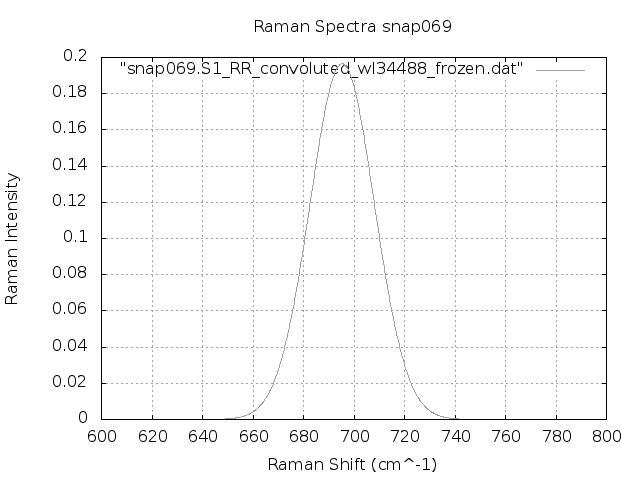 Raman Spectra snap069
"snap069.S1_RR_convoluted_wl34488_frozen.dat"
0.2
0.18
0.16
0.14
0.12
0.1
0.08
0.06
0.04
0.02
0
Raman Intensity
600 620 640 660 680 700 720 740 760 780 800
Raman Shift (cm^-1)